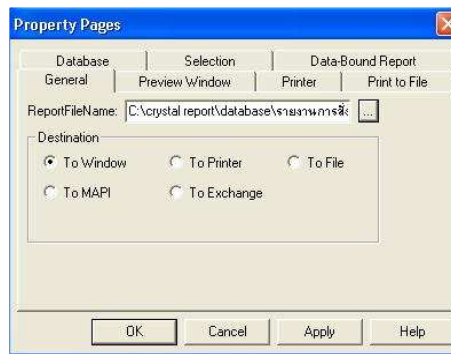 Property Pages
Database Selection Data-Bound Report
General Preview Window Printer Print to File
ReportFileName: C:\crystal report\database\รายงานการสั่ง ...
Destination
To Window To Printer To File
To MAPI To Exchange
OK Cancel Apply Help